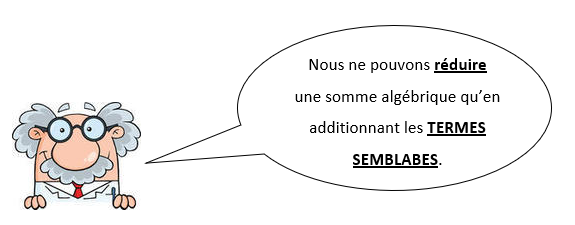 Nous ne pouvons réduire
une somme algébrique qu’en
additionnant les TERMES
SEMBLABES.